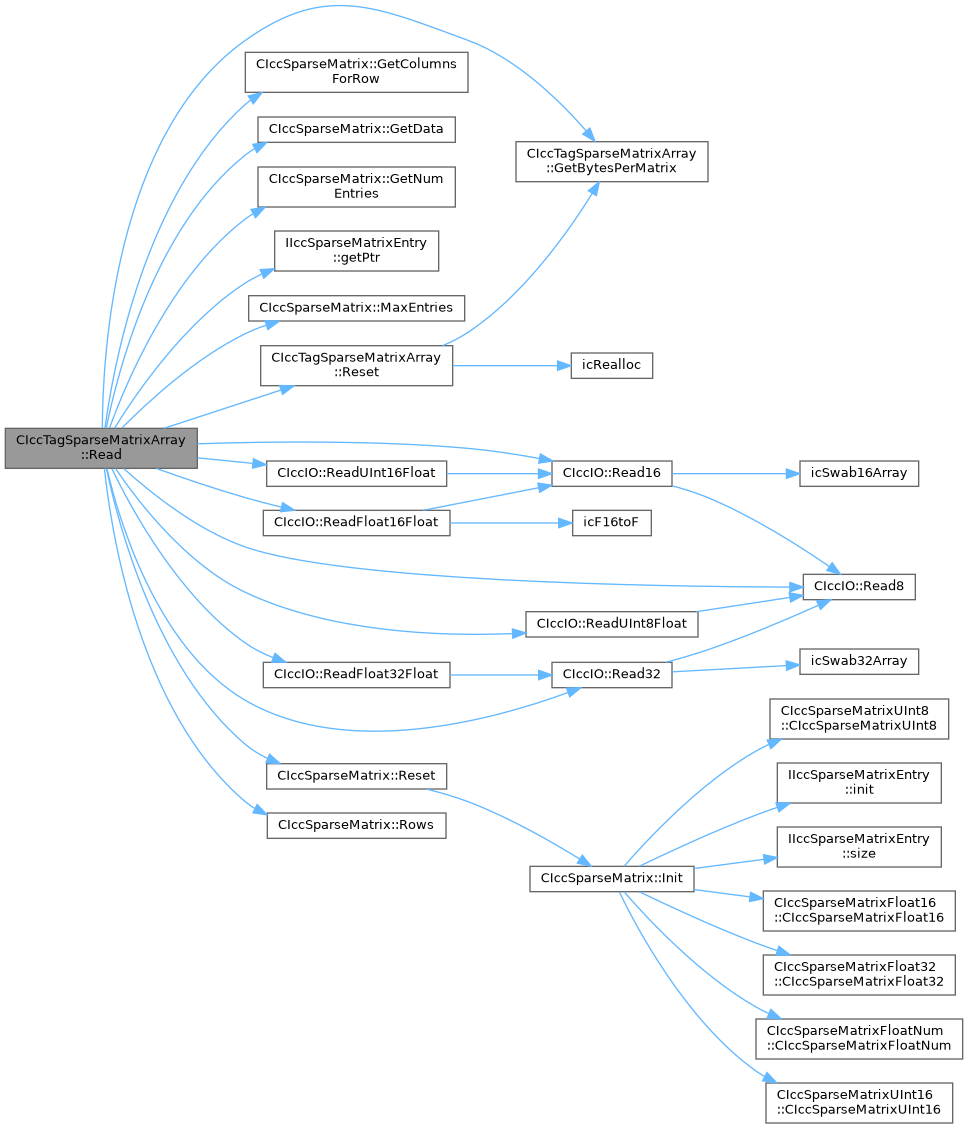 CIccSparseMatrix::GetColumns
ForRow
CIccSparseMatrix::GetData
CIccTagSparseMatrixArray
::GetBytesPerMatrix
CIccSparseMatrix::GetNum
Entries
IIccSparseMatrixEntry
::getPtr
CIccSparseMatrix::MaxEntries
CIccTagSparseMatrixArray
::Reset
icRealloc
CIccTagSparseMatrixArray
::Read
CIccIO::ReadUInt16Float
CIccIO::Read16
icSwab16Array
CIccIO::ReadFloat16Float
icF16toF
CIccIO::Read8
CIccIO::ReadUInt8Float
CIccIO::ReadFloat32Float
CIccIO::Read32
icSwab32Array
CIccSparseMatrixUInt8
::CIccSparseMatrixUInt8
CIccSparseMatrix::Reset
IIccSparseMatrixEntry
::init
CIccSparseMatrix::Rows
IIccSparseMatrixEntry
::size
CIccSparseMatrix::Init
CIccSparseMatrixFloat16
::CIccSparseMatrixFloat16
CIccSparseMatrixFloat32
::CIccSparseMatrixFloat32
CIccSparseMatrixFloatNum
::CIccSparseMatrixFloatNum
CIccSparseMatrixUInt16
::CIccSparseMatrixUInt16